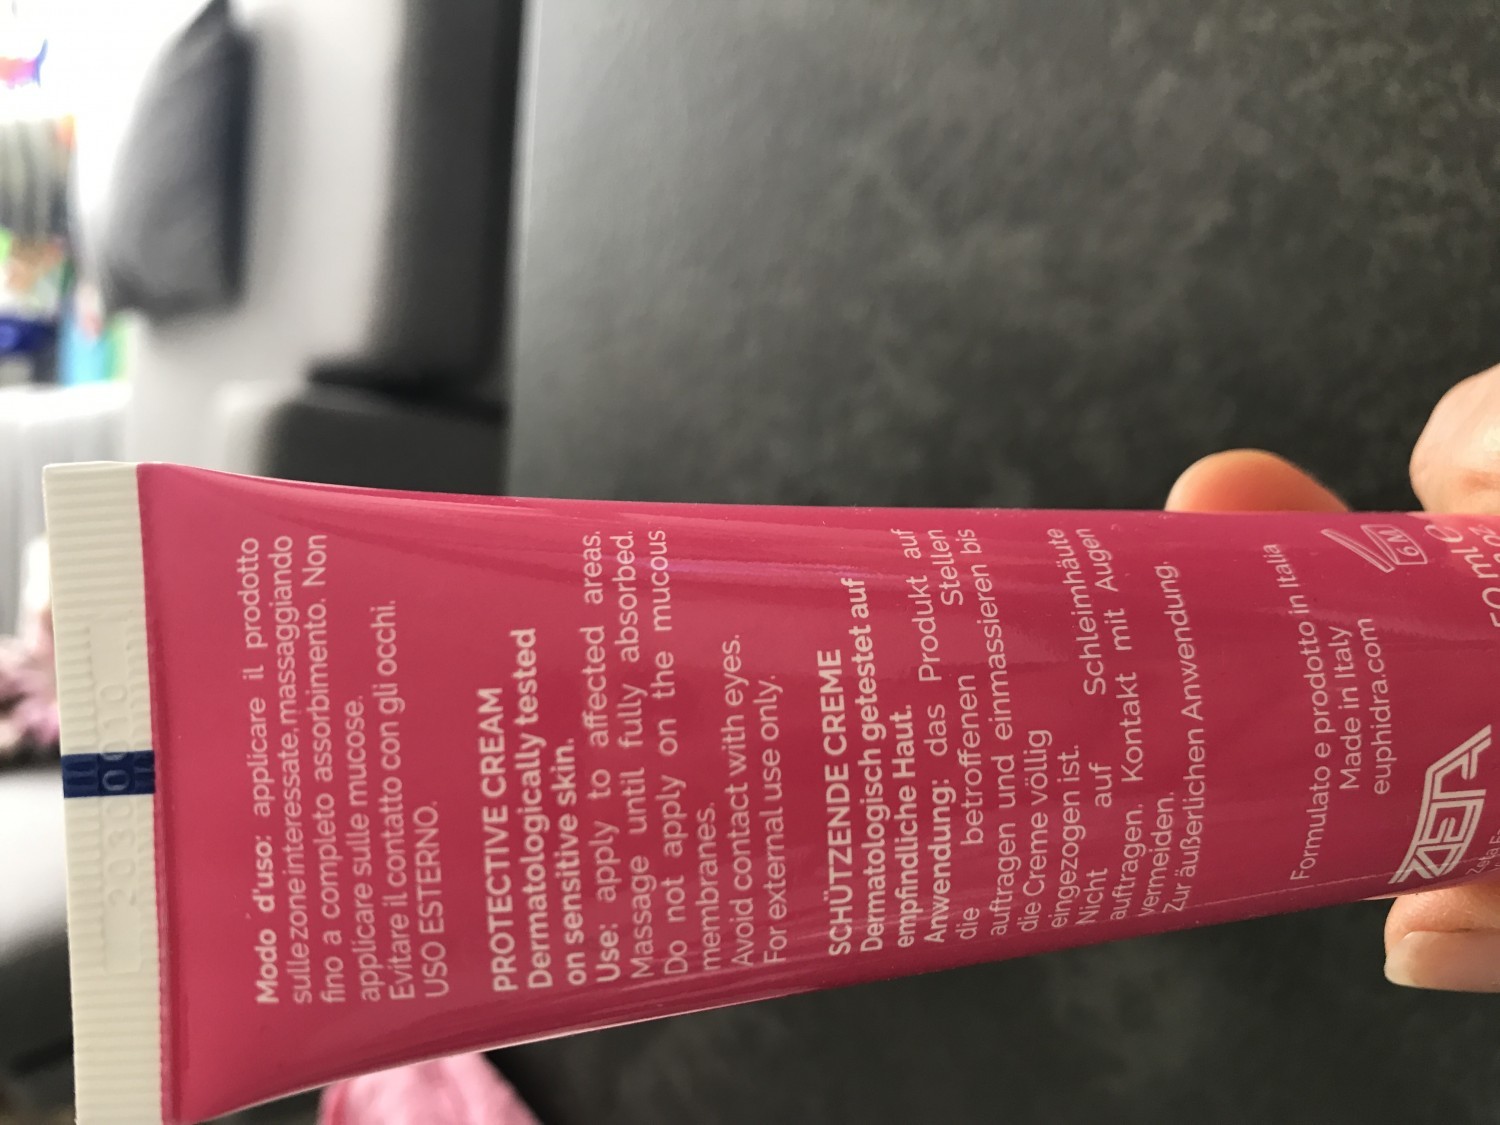 Modo d'uso: applicare il prodotto
sulle zone interessate, massaggiando
fino a completo assorbimento. Non
applicare sulle mucose.
Evitare il contatto con gli occhi.
USO ESTERNO.
PROTECTIVE CREAM
Dermatologically tested
on sensitive skin.
Use: apply to affected areas.
Massage until fully absorbed.
Do not apply on the mucous
membranes.
Avoid contact with eyes.
For external use only.
SCHÜTZENDE CREME
Dermatologisch getestet auf
empfindliche Haut.
Anwendung: das Produkt auf
die betroffenen Stellen
auftragen und einmassieren bis
die Creme völlig
eingezogen ist.
Nicht auf Schleimhäute
auftragen. Kontakt mit Augen
vermeiden.
Zur äußerlichen Anwendung.
Formulato e prodotto in Italia
Made in Italy
euphidra.com
6 M
50 ml e
ZETA